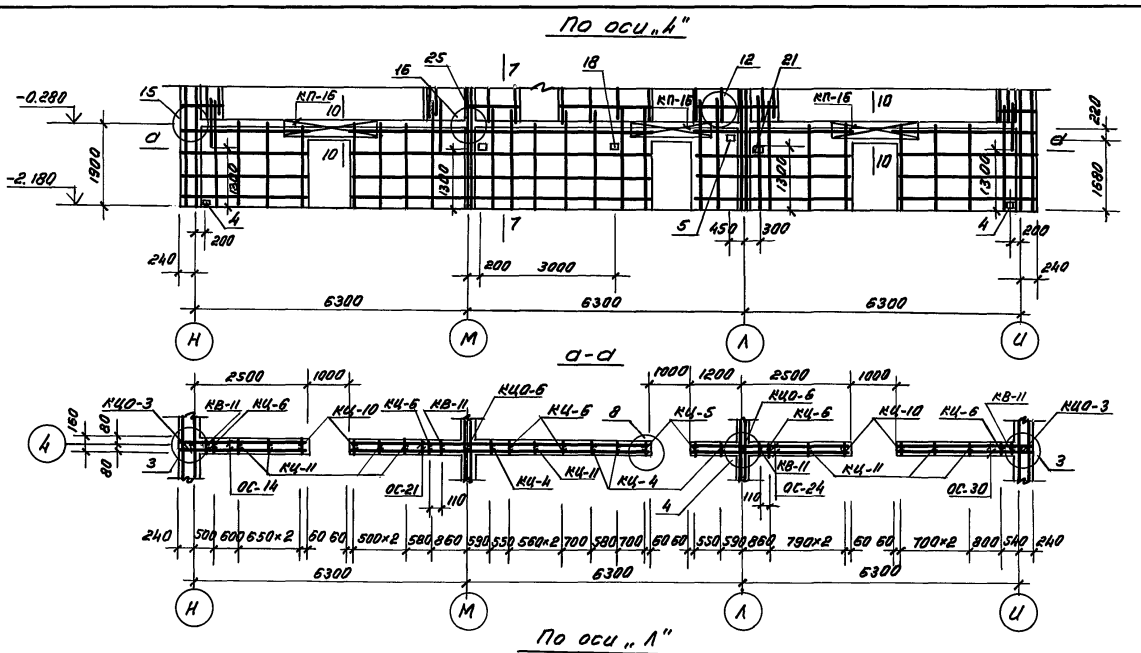 По оси „4"
15 КП-16 10 16 25 7 18 12 КП-16 21 КП-16 10
-0.280
а а
220
10 10
1900 1300 1300 1300 1300 1680
-2.180
4 7 5 4
200 450 300 200
240 200 3000 240
6300 6300 6300
Н М Л И
а-а
2500 1000 1000 1200 2500 1000
КЦО-3 КВ-11 КЦ-6 КЦ-10 КЦ-6 КВ-11 КЦО-6 КЦ-6 8 КЦ-5 КЦО-6 КЦ-6 КЦ-10 КЦ-6 КВ-11 КЦО-3
160 80
4
80
3 КЦ-11 КЦ-4 КЦ-11 КЦ-4 КВ-11 КЦ-11 3
ОС-14 ОС-21 110 4 110 ОС-24 ОС-30
240 500 600 650×2 60 60 500×2 580 860 590 550 560×2 700 580 700 60 60 550 590 860 790×2 60 60 700×2 800 540 240
6300 6300 6300
Н М Л И
По оси „Л"